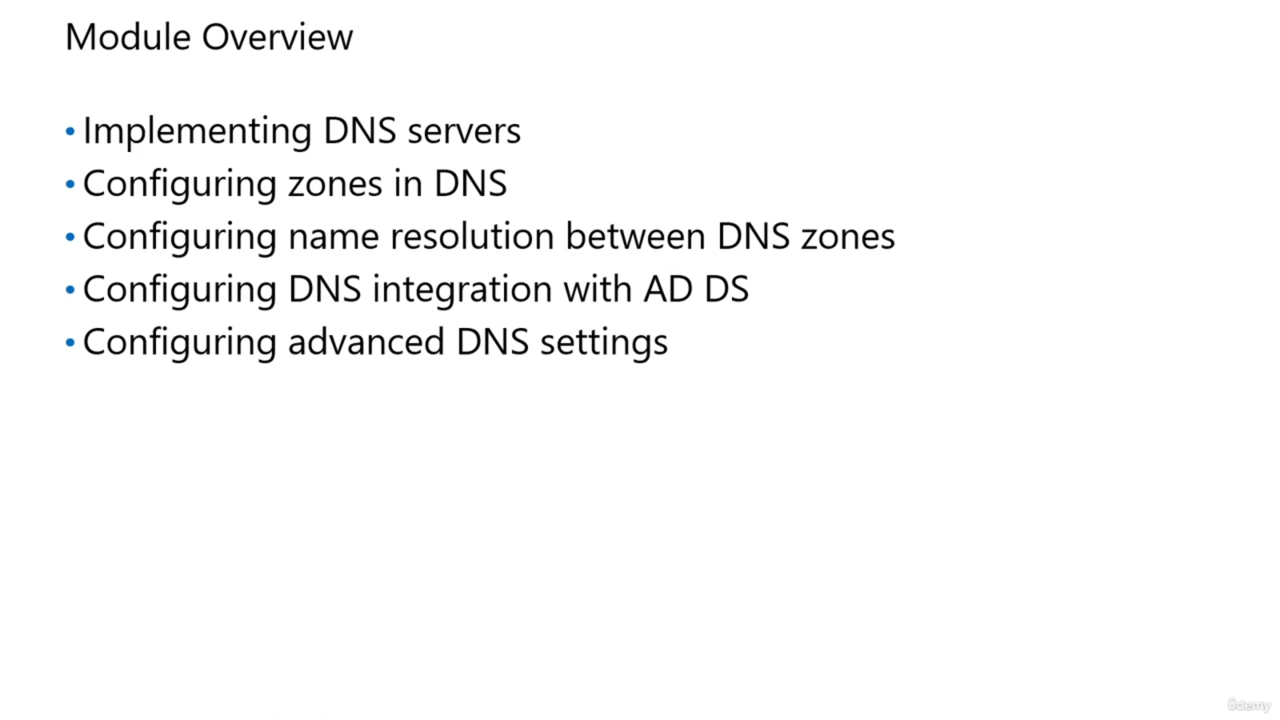 Module Overview
• Implementing DNS servers
• Configuring zones in DNS
• Configuring name resolution between DNS zones
• Configuring DNS integration with AD DS
• Configuring advanced DNS settings
ûdemy